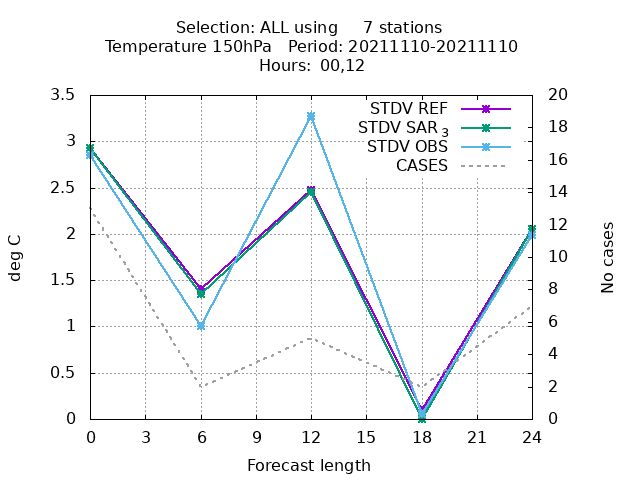 Selection: ALL using     7 stations
Temperature 150hPa   Period: 20211110-20211110
Hours:  00,12
3.5
3
2.5
2
1.5
1
0.5
0
deg C
STDV REF
STDV SAR 3
STDV OBS
CASES
20
18
16
14
12
10
8
6
4
2
0
No cases
0 3 6 9 12 15 18 21 24
Forecast length